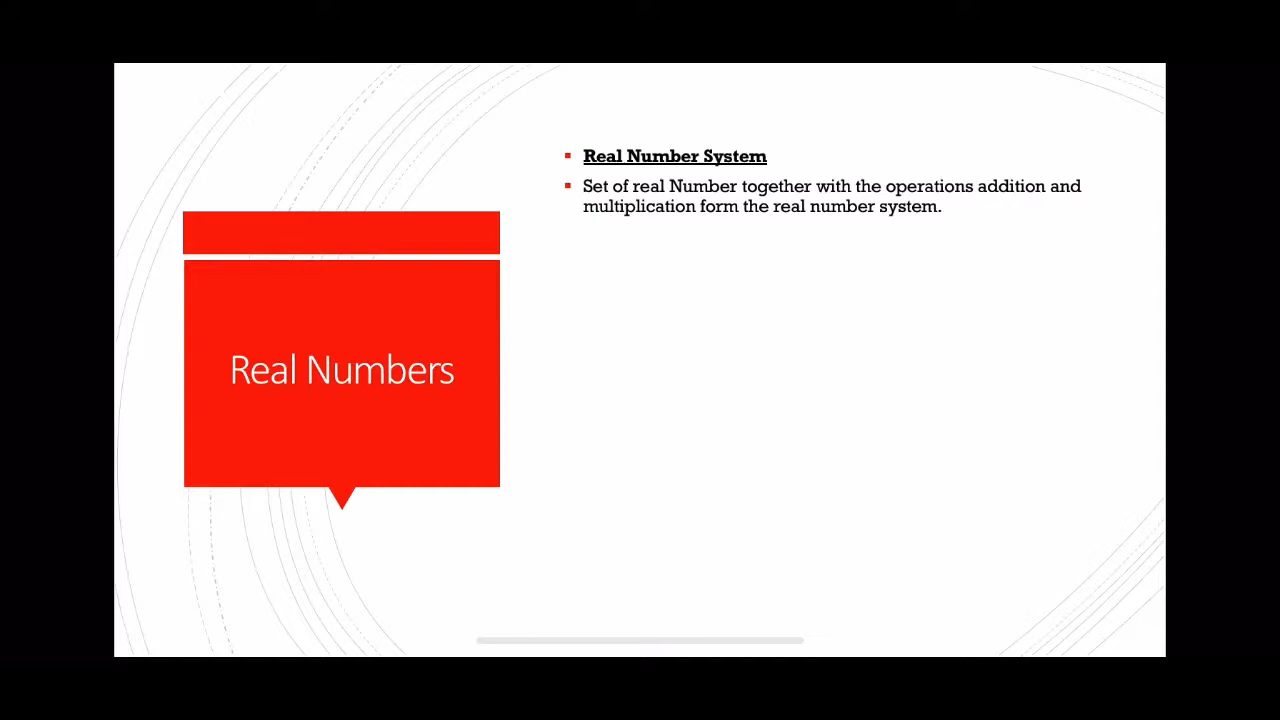 Real Number System
Set of real Number together with the operations addition and
multiplication form the real number system.
Real Numbers